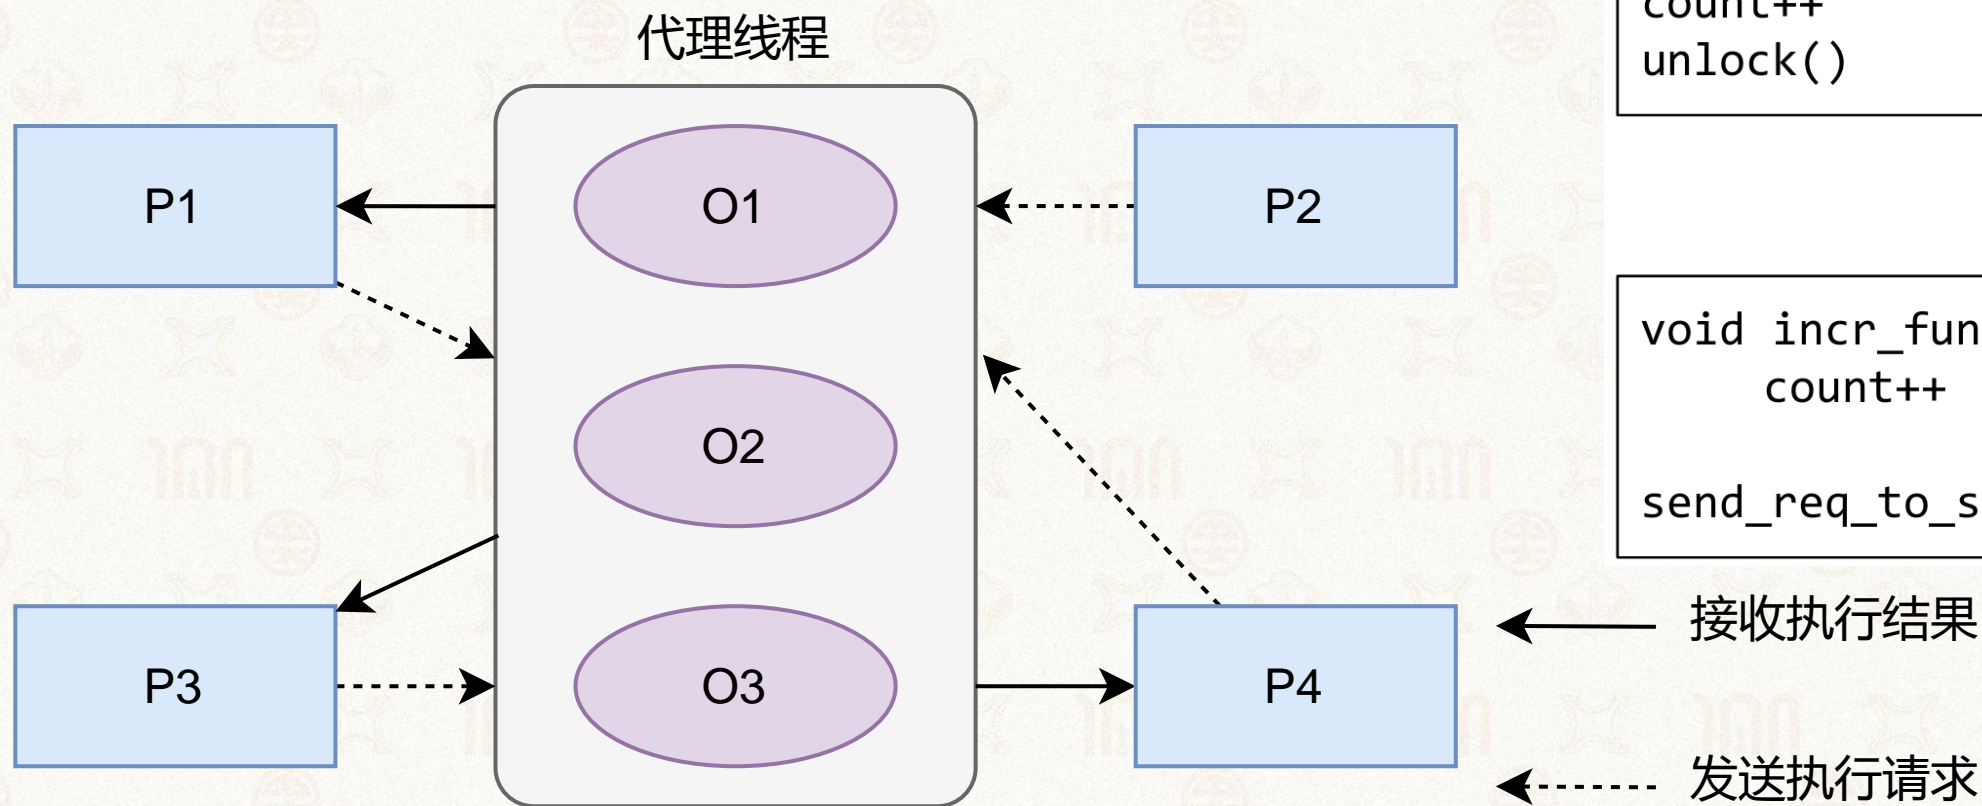 代理线程
P1
O1
P2
O2
P3
O3
P4
count++
unlock()
void incr_fun
count++
send_req_to_s
接收执行结果
发送执行请求